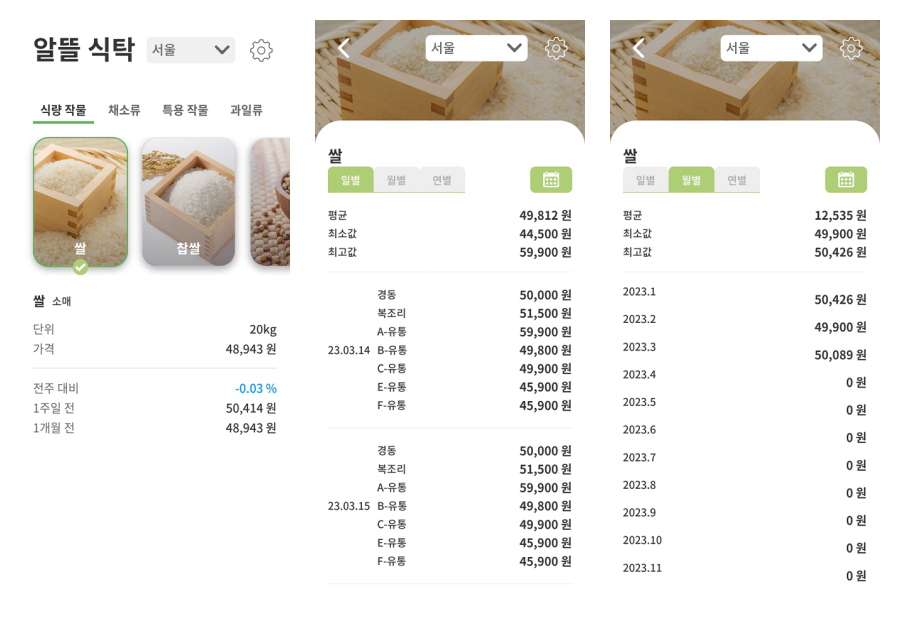 알뜰 식탁 서울
식량 작물 채소류 특용 작물 과일류
쌀 찹쌀
쌀 소매
단위 20kg
가격 48,943 원
전주 대비 -0.03 %
1주일 전 50,414 원
1개월 전 48,943 원
서울
쌀
일별 월별 연별
평균 49,812 원
최소값 44,500 원
최고값 59,900 원
경동 50,000 원
복조리 51,500 원
A-유통 59,900 원
23.03.14 B-유통 49,800 원
C-유통 49,900 원
E-유통 45,900 원
F-유통 45,900 원
경동 50,000 원
복조리 51,500 원
A-유통 59,900 원
23.03.15 B-유통 49,800 원
C-유통 49,900 원
E-유통 45,900 원
F-유통 45,900 원
서울
쌀
일별 월별 연별
평균 12,535 원
최소값 49,900 원
최고값 50,426 원
2023.1 50,426 원
2023.2 49,900 원
2023.3 50,089 원
2023.4 0 원
2023.5 0 원
2023.6 0 원
2023.7 0 원
2023.8 0 원
2023.9 0 원
2023.10 0 원
2023.11 0 원